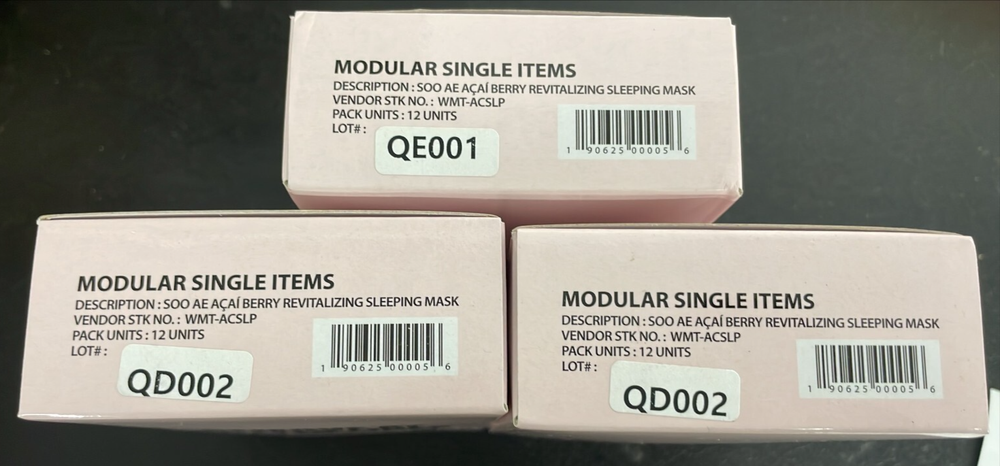 MODULAR SINGLE ITEMS
DESCRIPTION : SOO AE AÇAÍ BERRY REVITALIZING SLEEPING MASK
VENDOR STK NO. : WMT-ACSLP
PACK UNITS : 12 UNITS
LOT# :
QE001
1 90625 00005 6
MODULAR SINGLE ITEMS
DESCRIPTION : SOO AE AÇAÍ BERRY REVITALIZING SLEEPING MASK
VENDOR STK NO. : WMT-ACSLP
PACK UNITS : 12 UNITS
LOT# :
QD002
1 90625 00005 6
MODULAR SINGLE ITEMS
DESCRIPTION : SOO AE AÇAÍ BERRY REVITALIZING SLEEPING MASK
VENDOR STK NO. : WMT-ACSLP
PACK UNITS : 12 UNITS
LOT# :
QD002
1 90625 00005 6